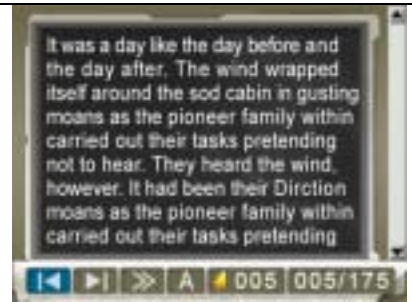 It was a day like the day before and
the day after. The wind wrapped
itself around the sod cabin in gusting
moans as the pioneer family within
carried out their tasks pretending
not to hear. They heard the wind,
however. It had been their Dirction
moans as the pioneer family within
carried out their tasks pretending
A 005 005/175